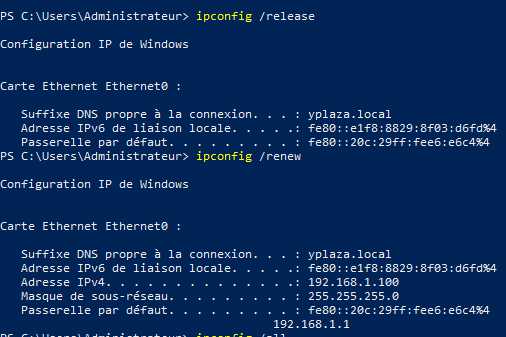 PS C:\Users\Administrateur> ipconfig /release
Configuration IP de Windows
Carte Ethernet Ethernet0 :
Suffixe DNS propre à la connexion. . . : yplaza.local
Adresse IPv6 de liaison locale. . . . .: fe80::e1f8:8829:8f03:d6fd%4
Passerelle par défaut. . . . . . . . . : fe80::20c:29ff:fee6:e6c4%4
PS C:\Users\Administrateur> ipconfig /renew
Configuration IP de Windows
Carte Ethernet Ethernet0 :
Suffixe DNS propre à la connexion. . . : yplaza.local
Adresse IPv6 de liaison locale. . . . .: fe80::e1f8:8829:8f03:d6fd%4
Adresse IPv4. . . . . . . . . . . . . .: 192.168.1.100
Masque de sous-réseau. . . . . . . . . : 255.255.255.0
Passerelle par défaut. . . . . . . . . : fe80::20c:29ff:fee6:e6c4%4
192.168.1.1
PS C:\Users\Administrateur> ipconfig /all